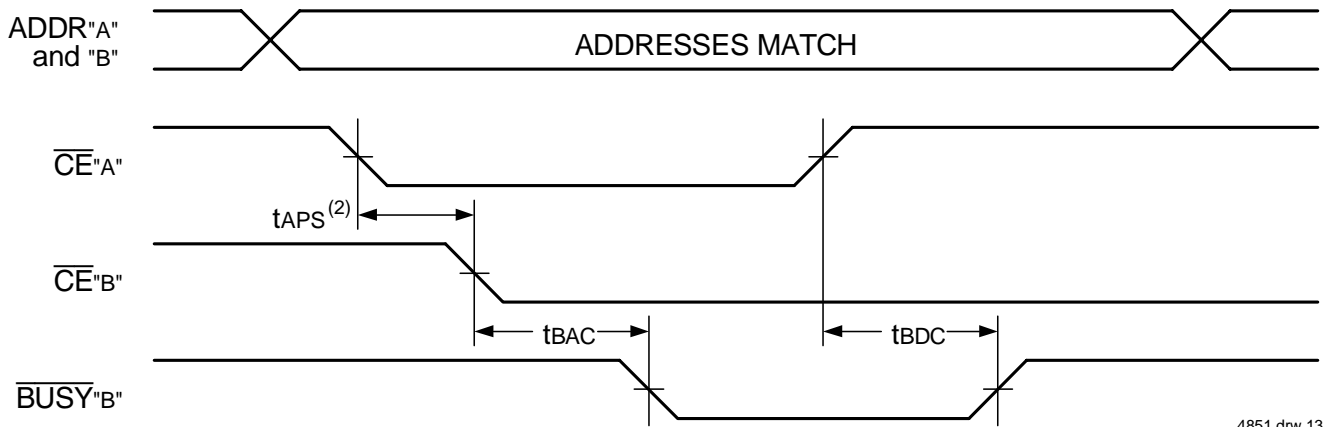 ADDR"A"
and "B"
ADDRESSES MATCH
CE"A"
tAPS(2)
CE"B"
tBAC
tBDC
BUSY"B"
4851 drw 13